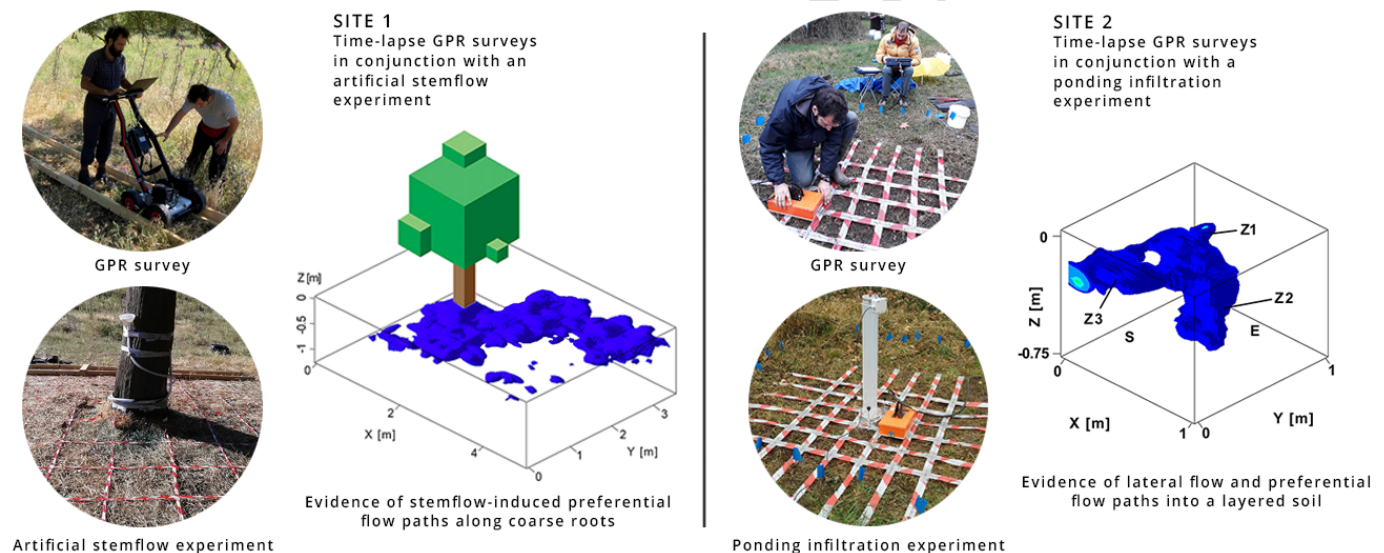 SITE 1
Time-lapse GPR surveys
in conjunction with an
artificial stemflow
experiment
GPR survey
Z [m]
0
-0.5
-1
0
2
4
X [m]
0
1
2
3
Y [m]
Evidence of stemflow-induced preferential
flow paths along coarse roots
Artificial stemflow experiment
SITE 2
Time-lapse GPR surveys
in conjunction with a
ponding infiltration
experiment
GPR survey
0
Z [m]
-0.75
Z1
Z2
Z3
S
E
0
X [m]
1
0
Y [m]
1
Evidence of lateral flow and preferential
flow paths into a layered soil
Ponding infiltration experiment